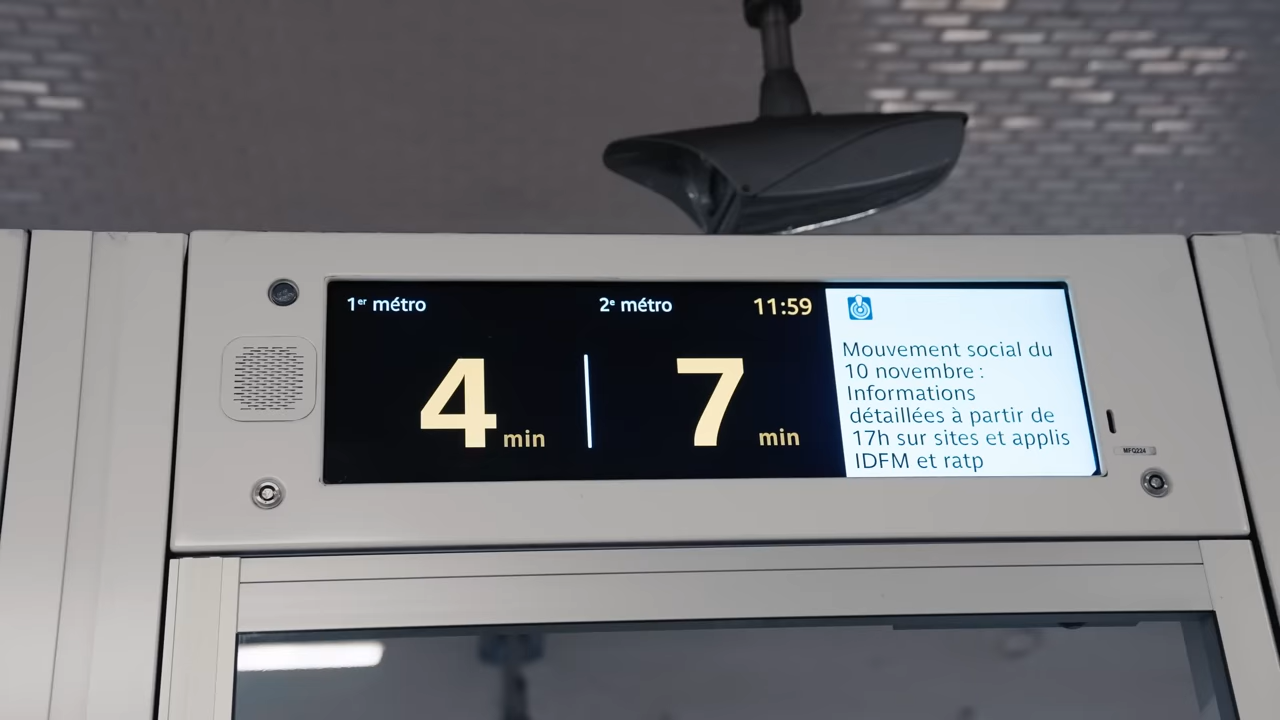 1er métro
2e métro
11:59
4 min
7 min
Mouvement social du
10 novembre :
Informations
détaillées à partir de
17h sur sites et applis
IDFM et ratp
MFQ224